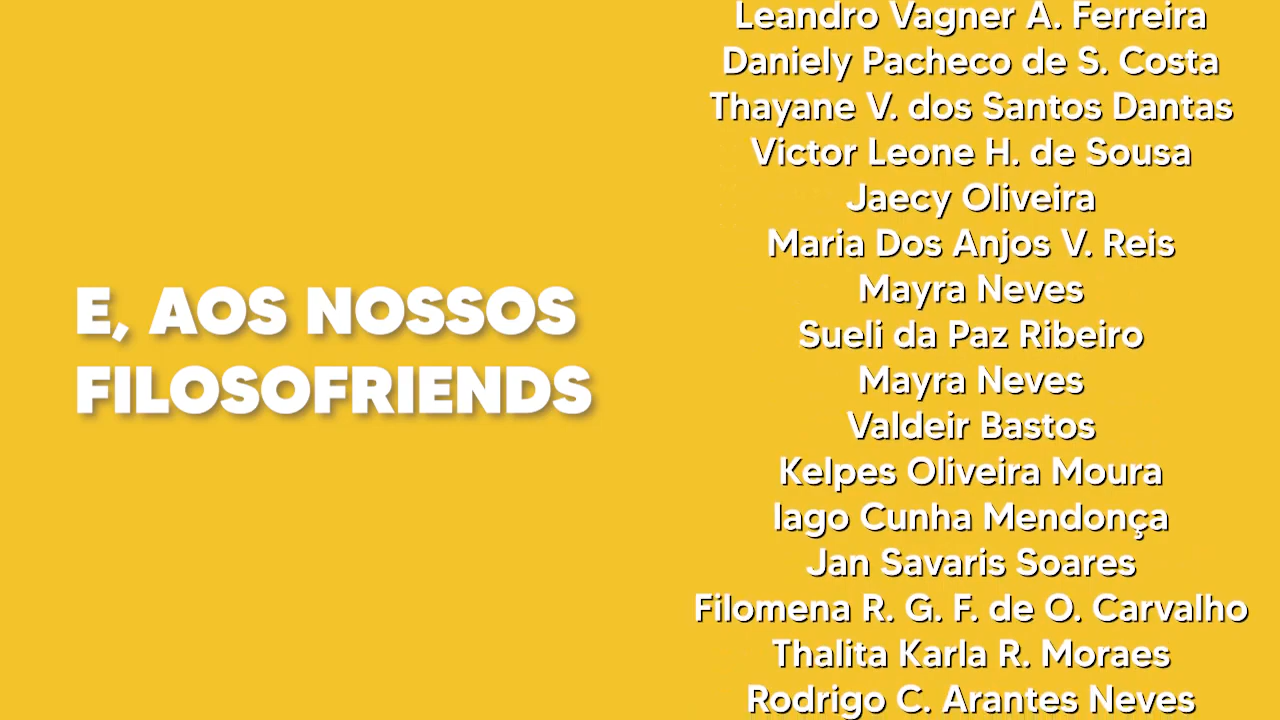 E, AOS NOSSOS
FILOSOFRIENDS
Leandro Vagner A. Ferreira
Daniely Pacheco de S. Costa
Thayane V. dos Santos Dantas
Victor Leone H. de Sousa
Jaecy Oliveira
Maria Dos Anjos V. Reis
Mayra Neves
Sueli da Paz Ribeiro
Mayra Neves
Valdeir Bastos
Kelpes Oliveira Moura
Iago Cunha Mendonça
Jan Savaris Soares
Filomena R. G. F. de O. Carvalho
Thalita Karla R. Moraes
Rodrigo C. Arantes Neves